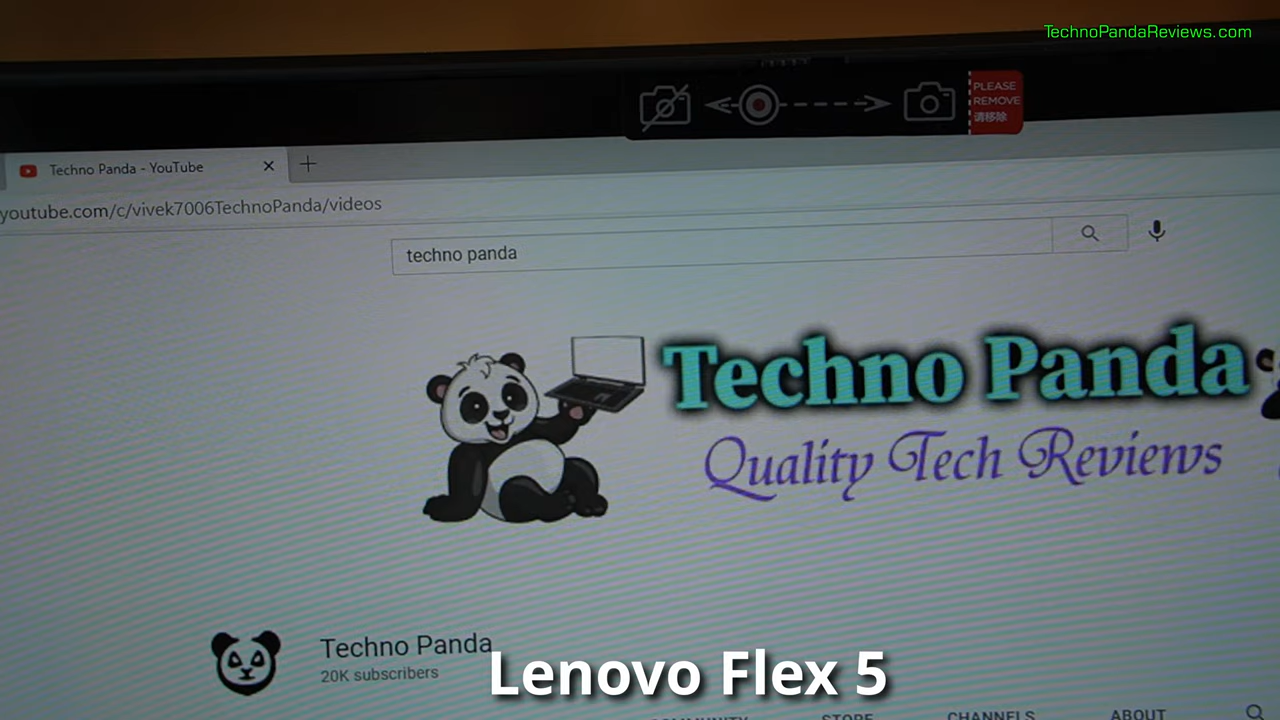 TechnoPandaReviews.com
PLEASE
REMOVE
请移除
Techno Panda - YouTube
youtube.com/c/vivek7006TechnoPanda/videos
techno panda
Techno Panda
Quality Tech Reviews
Techno Panda
20K subscribers
Lenovo Flex 5
COMMUNITY
STORE
CHANNELS
ABOUT